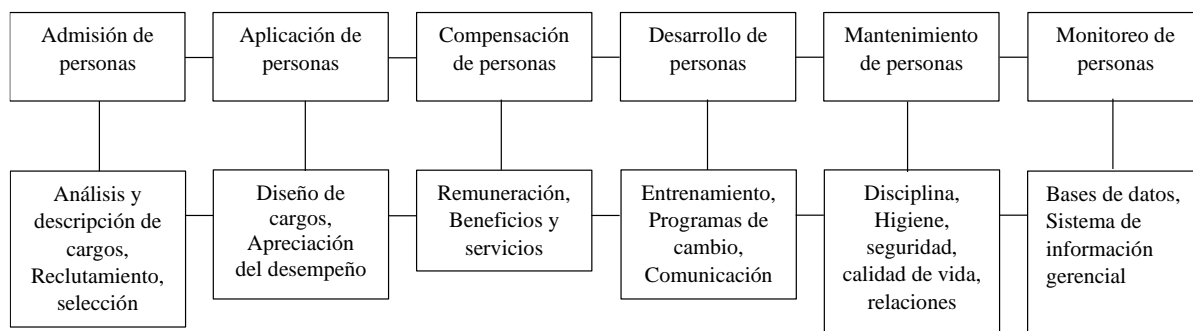 Admisión de
personas
Aplicación de
personas
Compensación
de personas
Desarrollo de
personas
Mantenimiento
de personas
Monitoreo de
personas
Análisis y
descripción de
cargos,
Reclutamiento,
selección
Diseño de
cargos,
Apreciación
del desempeño
Remuneración,
Beneficios y
servicios
Entrenamiento,
Programas de
cambio,
Comunicación
Disciplina,
Higiene,
seguridad,
calidad de vida,
relaciones
Bases de datos,
Sistema de
información
gerencial